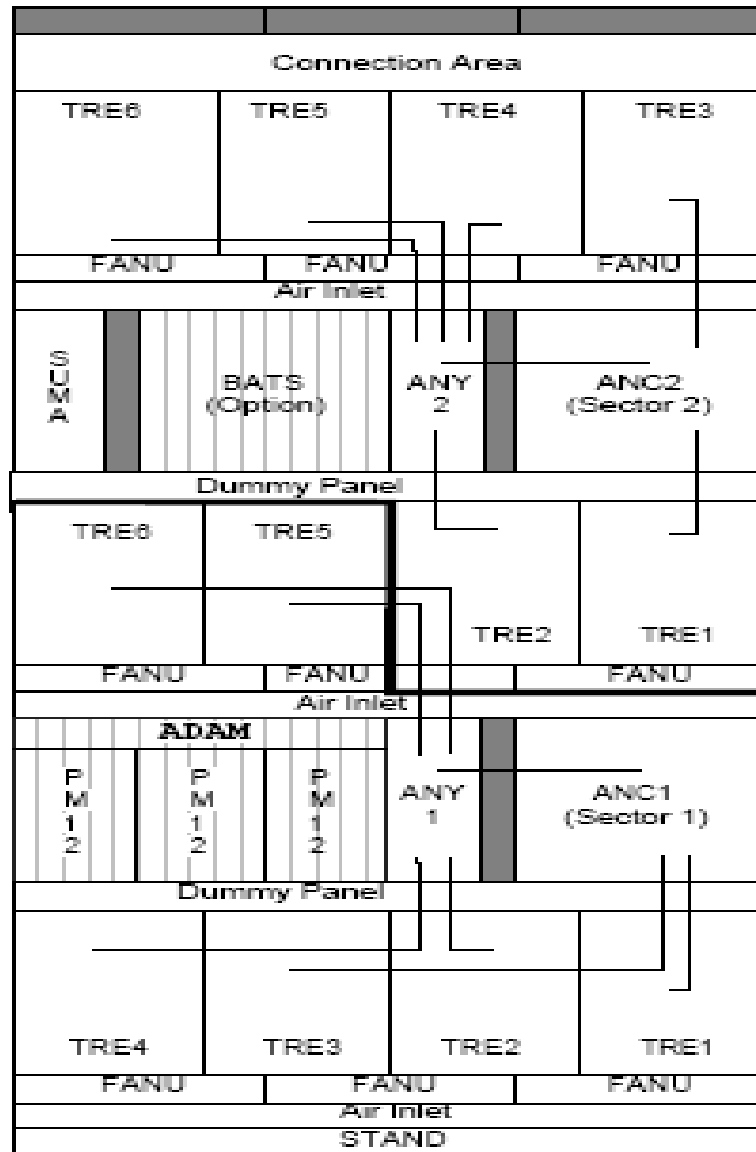 Connection Area
TRE6 TRE5 TRE4 TRE3
FANU FANU FANU
Air Inlet
SUMA
BATS
(Option)
ANY
2
ANC2
(Sector 2)
Dummy Panel
TRE6 TRE5
TRE2 TRE1
FANU FANU FANU
Air Inlet
ADAM
PM12
PM12
PM12
ANY
1
ANC1
(Sector 1)
Dummy Panel
TRE4 TRE3 TRE2 TRE1
FANU FANU FANU
Air Inlet
STAND